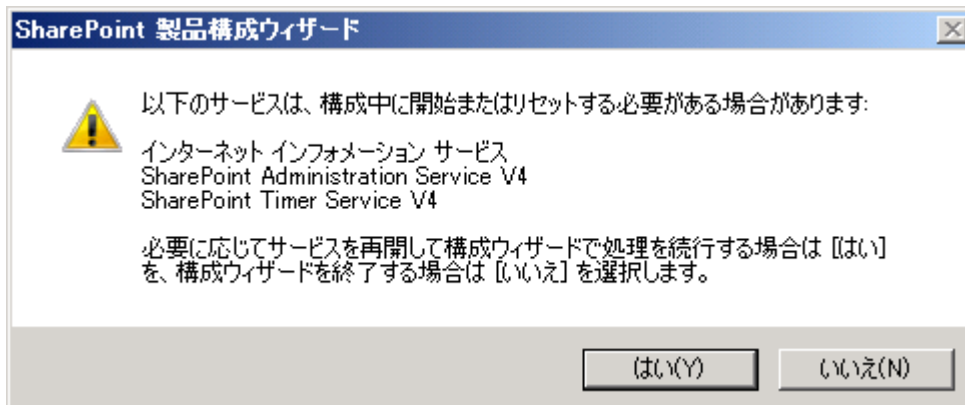 SharePoint 製品構成ウィザード
以下のサービスは、構成中に開始またはリセットする必要がある場合があります:
インターネット インフォメーション サービス
SharePoint Administration Service V4
SharePoint Timer Service V4
必要に応じてサービスを再開して構成ウィザードで処理を続行する場合は [はい]
を、構成ウィザードを終了する場合は [いいえ] を選択します。
はい(Y)
いいえ(N)